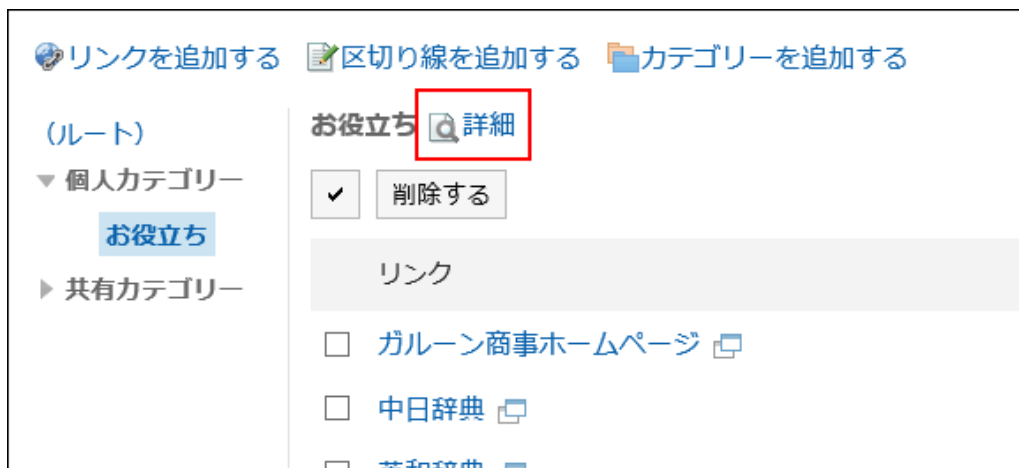 リンクを追加する 区切り線を追加する カテゴリーを追加する
(ルート)
個人カテゴリー
お役立ち
共有カテゴリー
お役立ち 詳細
削除する
リンク
ガルーン商事ホームページ
中日辞典
英和辞典